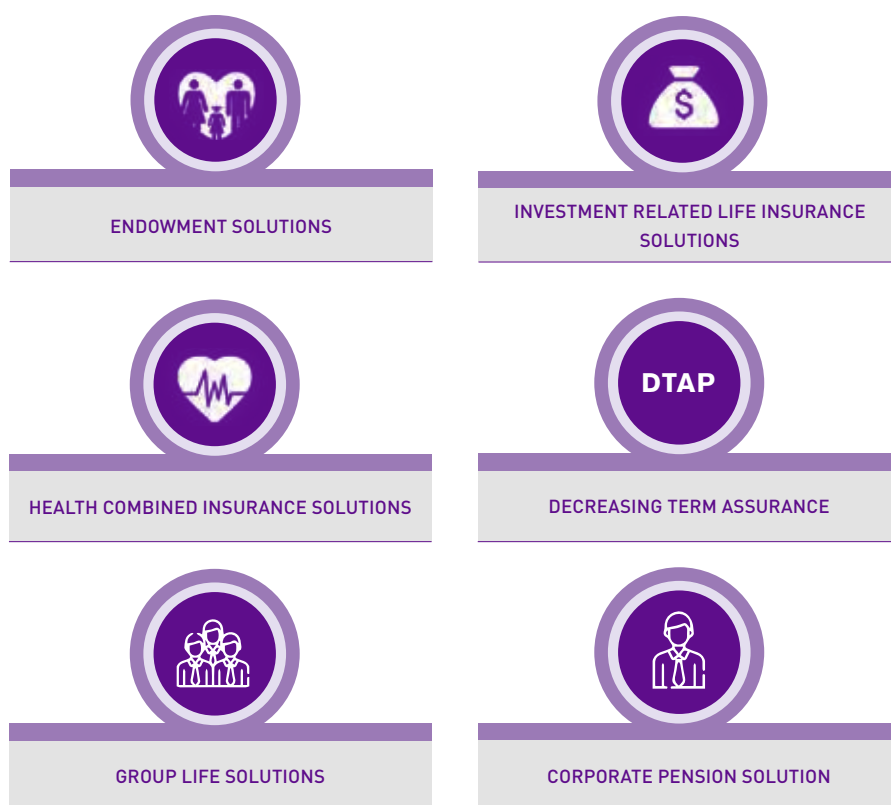 $
ENDOWMENT SOLUTIONS
INVESTMENT RELATED LIFE INSURANCE
SOLUTIONS
HEALTH COMBINED INSURANCE SOLUTIONS
DTAP
DECREASING TERM ASSURANCE
GROUP LIFE SOLUTIONS
CORPORATE PENSION SOLUTION